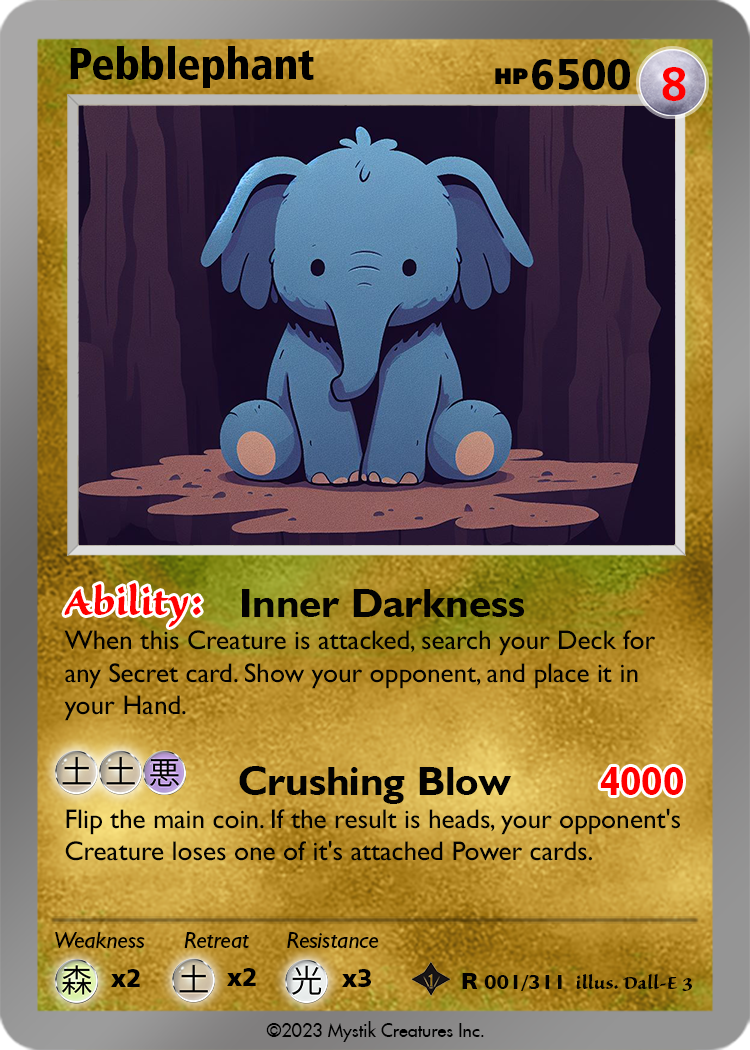 Pebblephant
HP6500
8
Ability: Inner Darkness
When this Creature is attacked, search your Deck for
any Secret card. Show your opponent, and place it in
your Hand.
土土悪 Crushing Blow 4000
Flip the main coin. If the result is heads, your opponent's
Creature loses one of it's attached Power cards.
Weakness Retreat Resistance
森 x2 土 x2 光 x3 1 R 001/311 illus. Dall-E 3
©2023 Mystik Creatures Inc.